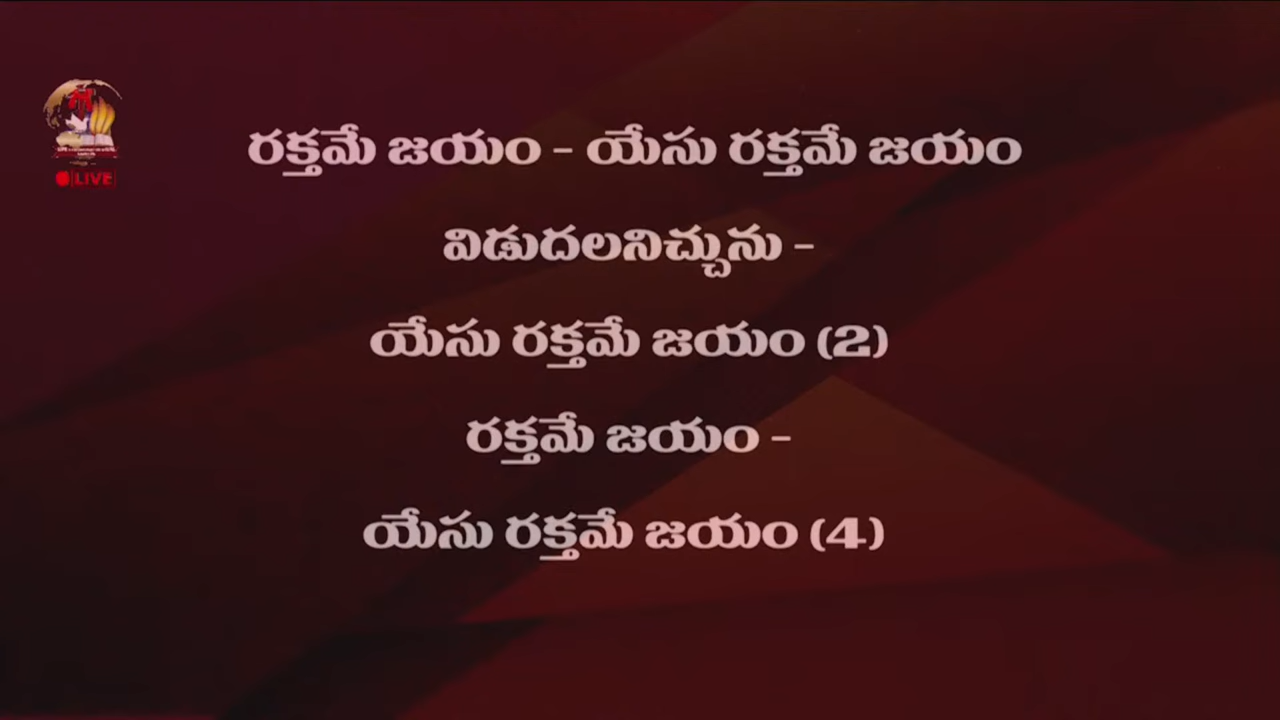 రక్తమే జయం - యేసు రక్తమే జయం
విడుదలనిచ్చును -
యేసు రక్తమే జయం (2)
రక్తమే జయం -
యేసు రక్తమే జయం (4)
LIVE